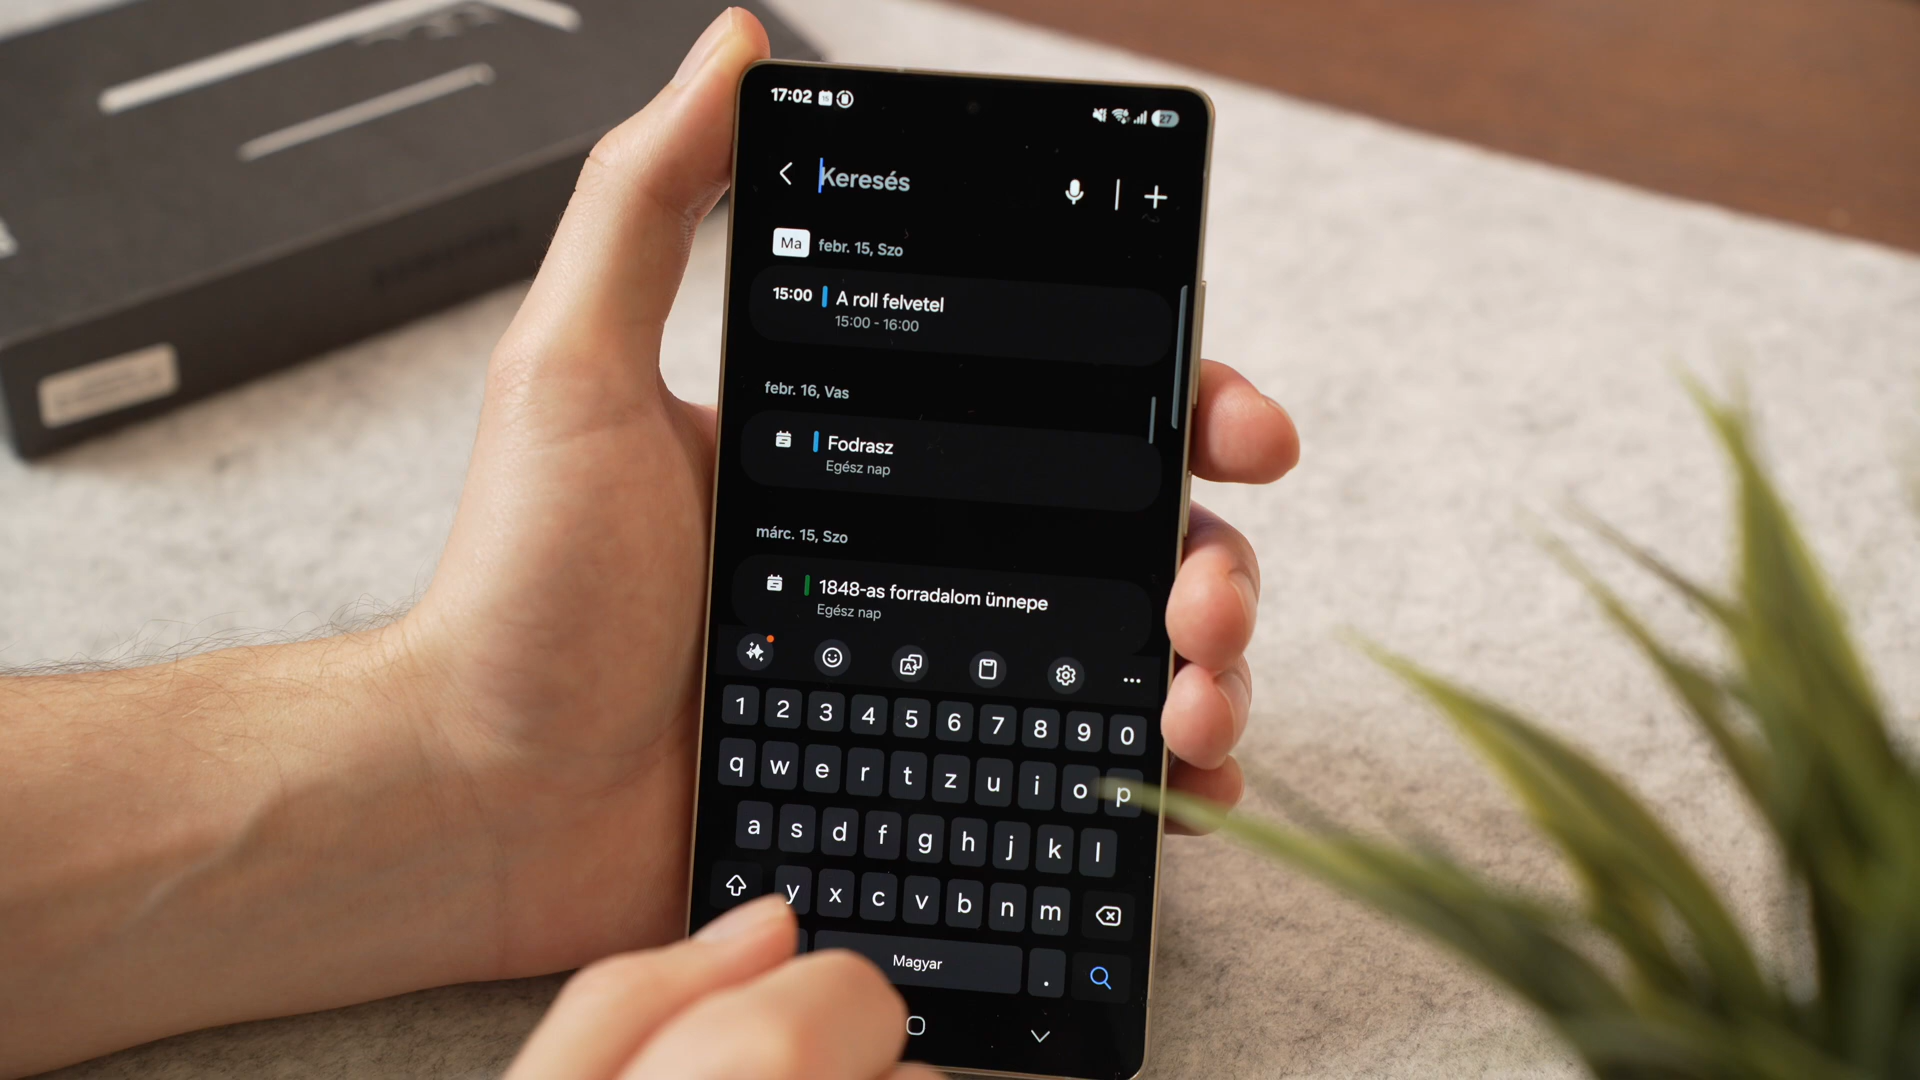 17:02
27
Keresés
Ma febr. 15, Szo
15:00 A roll felvetel
15:00 - 16:00
febr. 16, Vas
Fodrasz
Egész nap
márc. 15, Szo
1848-as forradalom ünnepe
Egész nap
1 2 3 4 5 6 7 8 9 0
q w e r t z u i o p
a s d f g h j k l
y x c v b n m
Magyar .